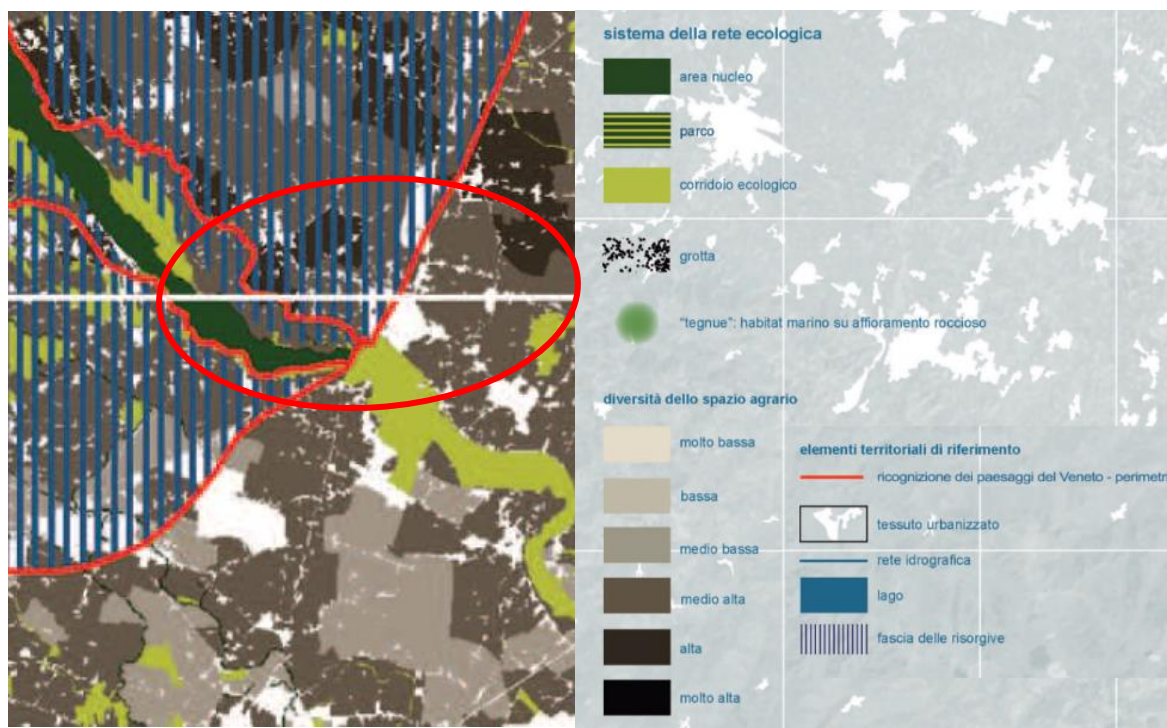 sistema della rete ecologica
area nucleo
parco
corridoio ecologico
grotta
"tegnue": habitat marino su affioramento roccioso
diversità dello spazio agrario
molto bassa
bassa
medio bassa
medio alta
alta
molto alta
elementi territoriali di riferimento
ricognizione dei paesaggi del Veneto - perimetri
tessuto urbanizzato
rete idrografica
lago
fascia delle risorgive